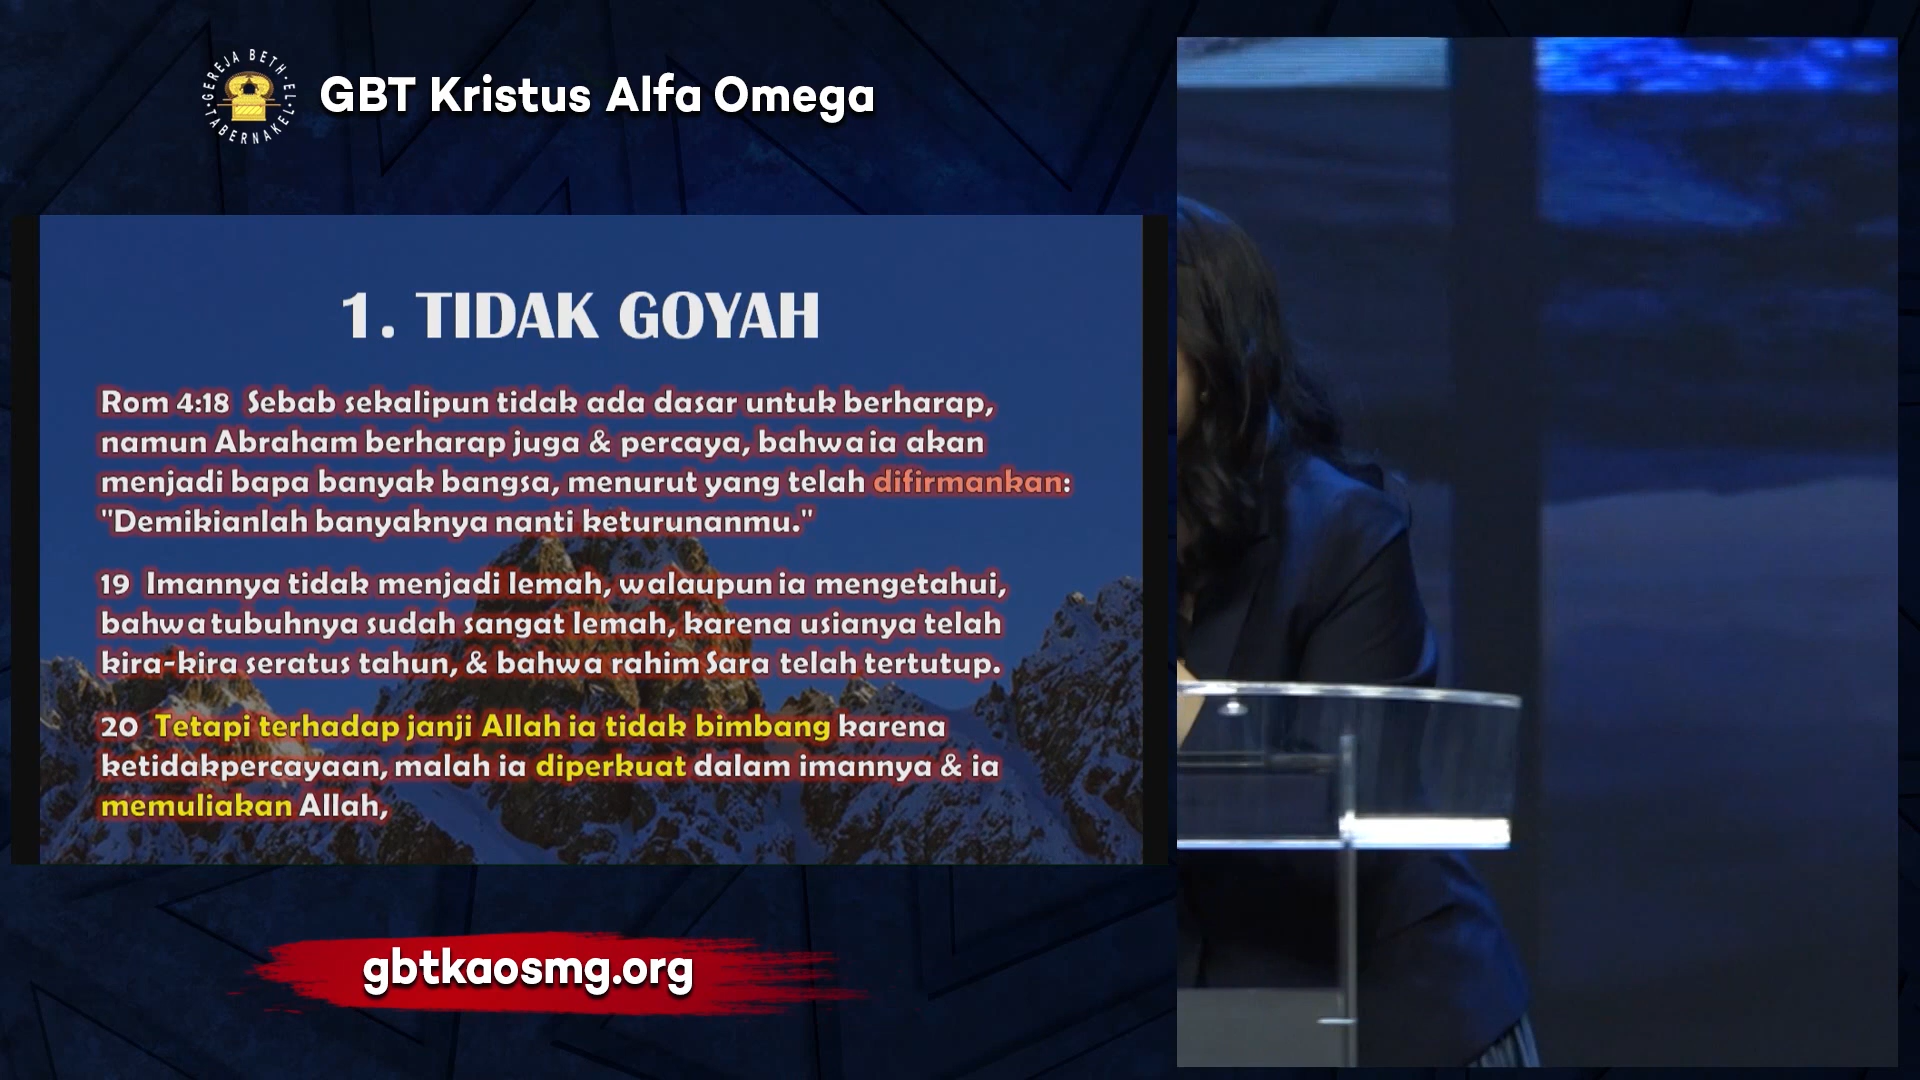 GEREJA BETH-EL
TABERNAKEL
GBT Kristus Alfa Omega
1. TIDAK GOYAH
Rom 4:18 Sebab sekalipun tidak ada dasar untuk berharap,
namun Abraham berharap juga & percaya, bahwa ia akan
menjadi bapa banyak bangsa, menurut yang telah difirmankan:
"Demikianlah banyaknya nanti keturunanmu."
19 Imannya tidak menjadi lemah, walaupun ia mengetahui,
bahwa tubuhnya sudah sangat lemah, karena usianya telah
kira-kira seratus tahun, & bahwa rahim Sara telah tertutup.
20 Tetapi terhadap janji Allah ia tidak bimbang karena
ketidakpercayaan, malah ia diperkuat dalam imannya & ia
memuliakan Allah,
gbtkaosmg.org